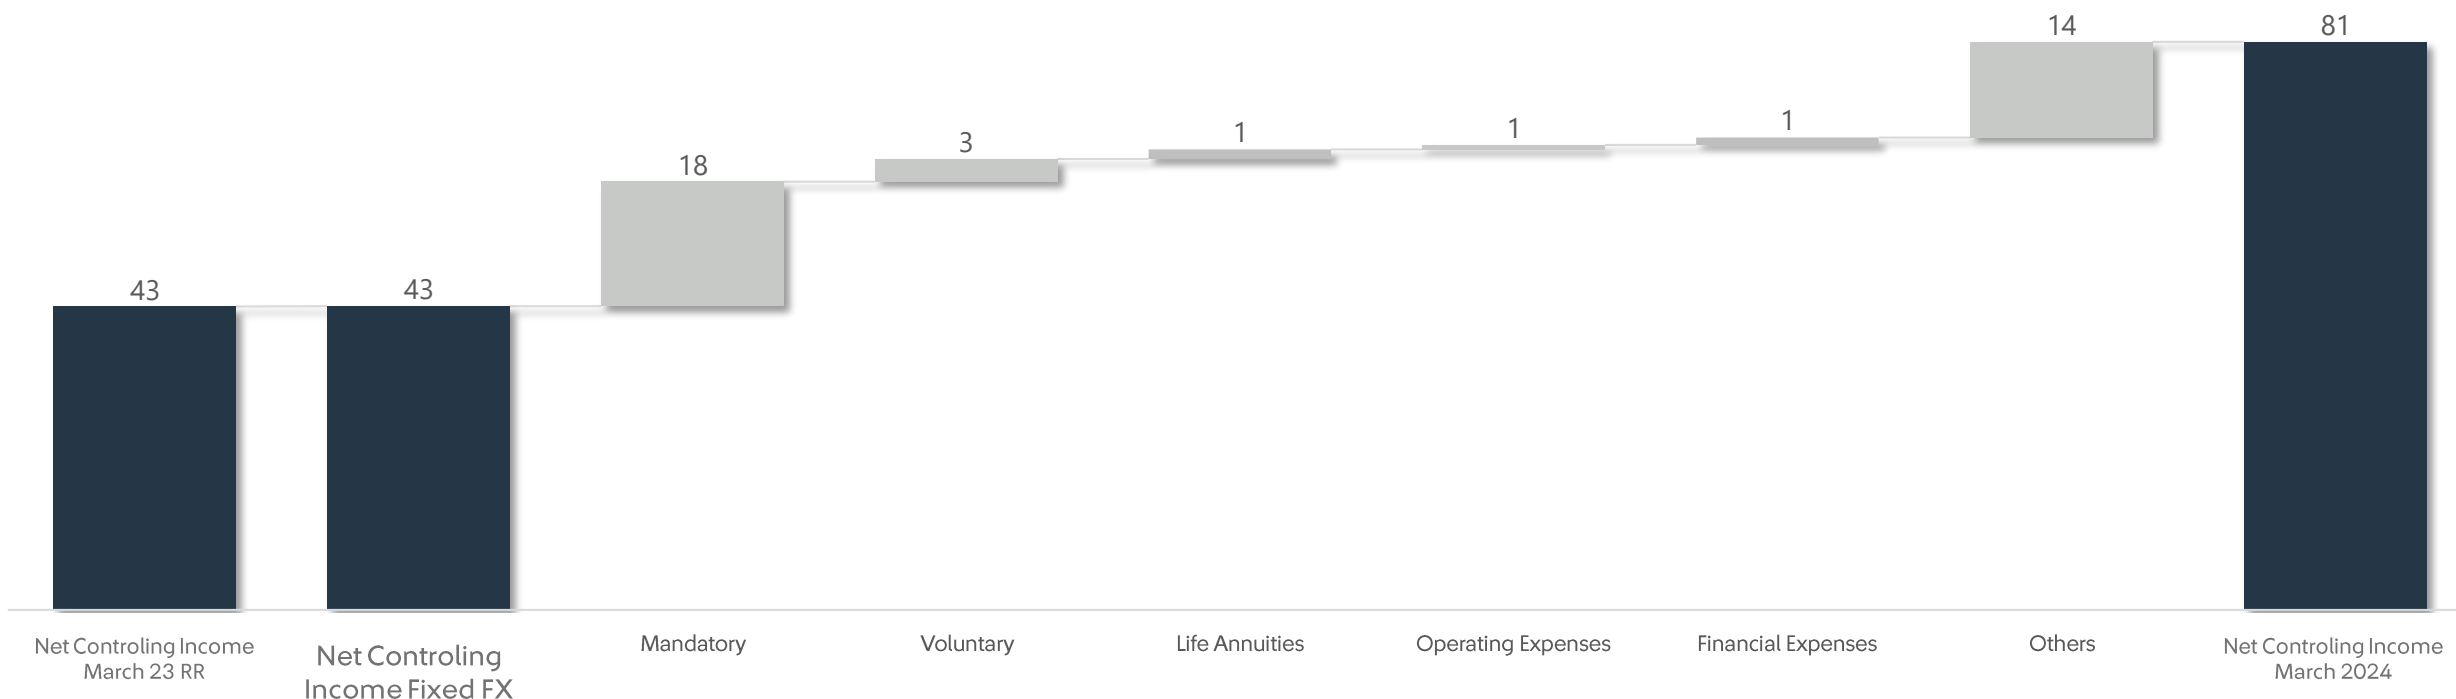 43
43
18
3
1
1
1
14
81
Net Controling Income
March 23 RR
Net Controling
Income Fixed FX
Mandatory
Voluntary
Life Annuities
Operating Expenses
Financial Expenses
Others
Net Controling Income
March 2024